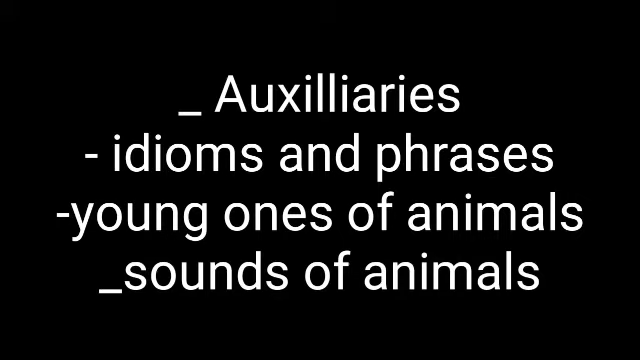 _ Auxilliaries
- idioms and phrases
-young ones of animals
_sounds of animals